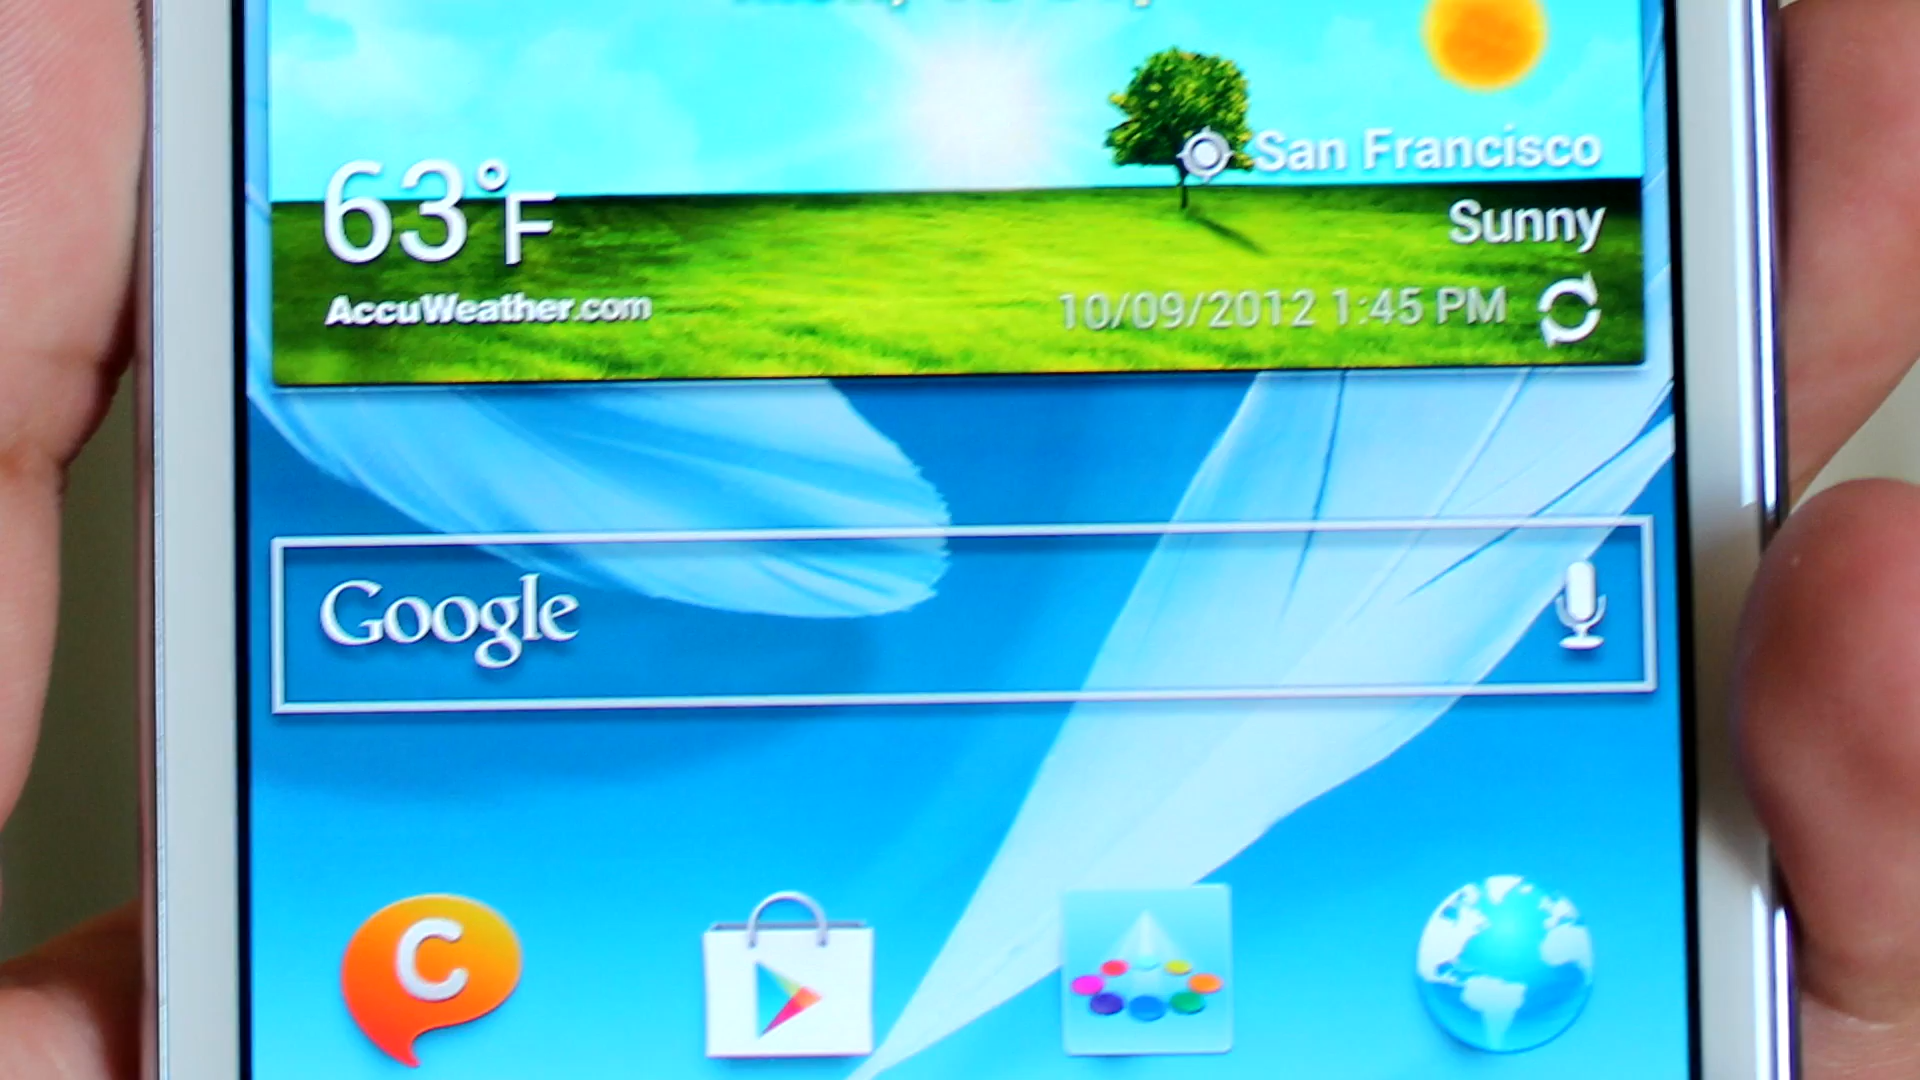 San Francisco
63°F
Sunny
AccuWeather.com
10/09/2012 1:45 PM
Google
C